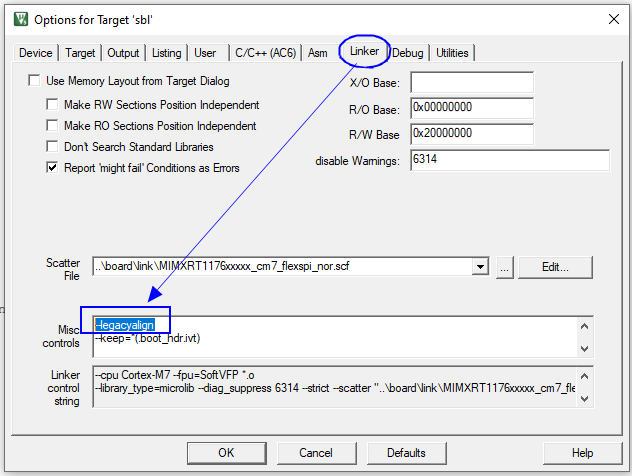 Options for Target 'sbl'
Device Target Output Listing User C/C++ (AC6) Asm Linker Debug Utilities
Use Memory Layout from Target Dialog
Make RW Sections Position Independent
Make RO Sections Position Independent
Don't Search Standard Libraries
Report 'might fail' Conditions as Errors
X/O Base:
R/O Base: 0x00000000
R/W Base 0x20000000
disable Warnings: 6314
Scatter
File
..\board\link\MIMXRT1176xxxxx_cm7_flexspi_nor.scf
...
Edit...
Misc
controls
--legacyalign
--keep=*(.boot_hdr.ivt)
Linker
control
string
--cpu Cortex-M7 --fpu=SoftVFP *.o
--library_type=microlib --diag_suppress 6314 --strict --scatter "..\board\link\MIMXRT1176xxxxx_cm7_fle
OK Cancel Defaults Help